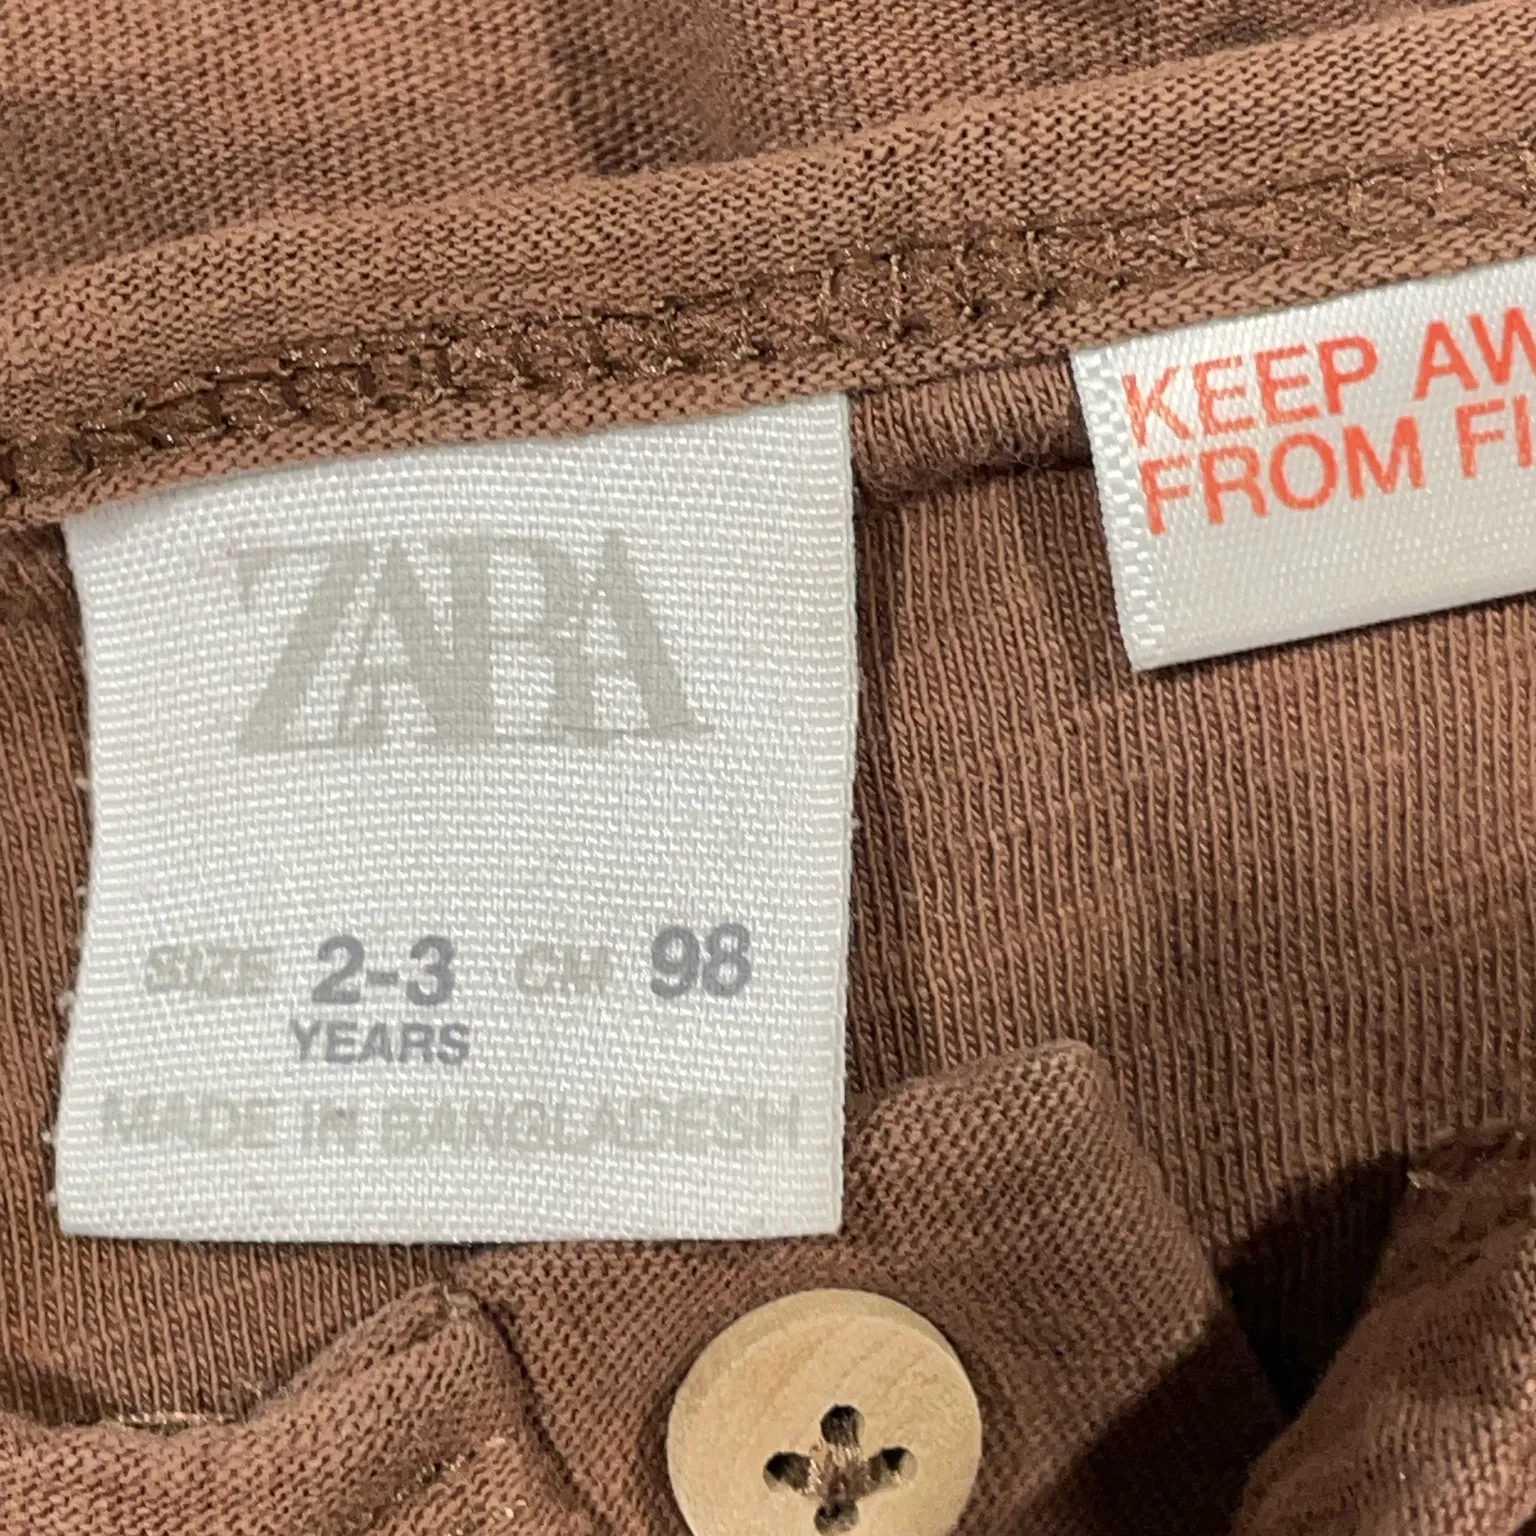 ZARA
SIZE 2-3 CM 98
YEARS
MADE IN BANGLADESH
KEEP AW
FROM FI